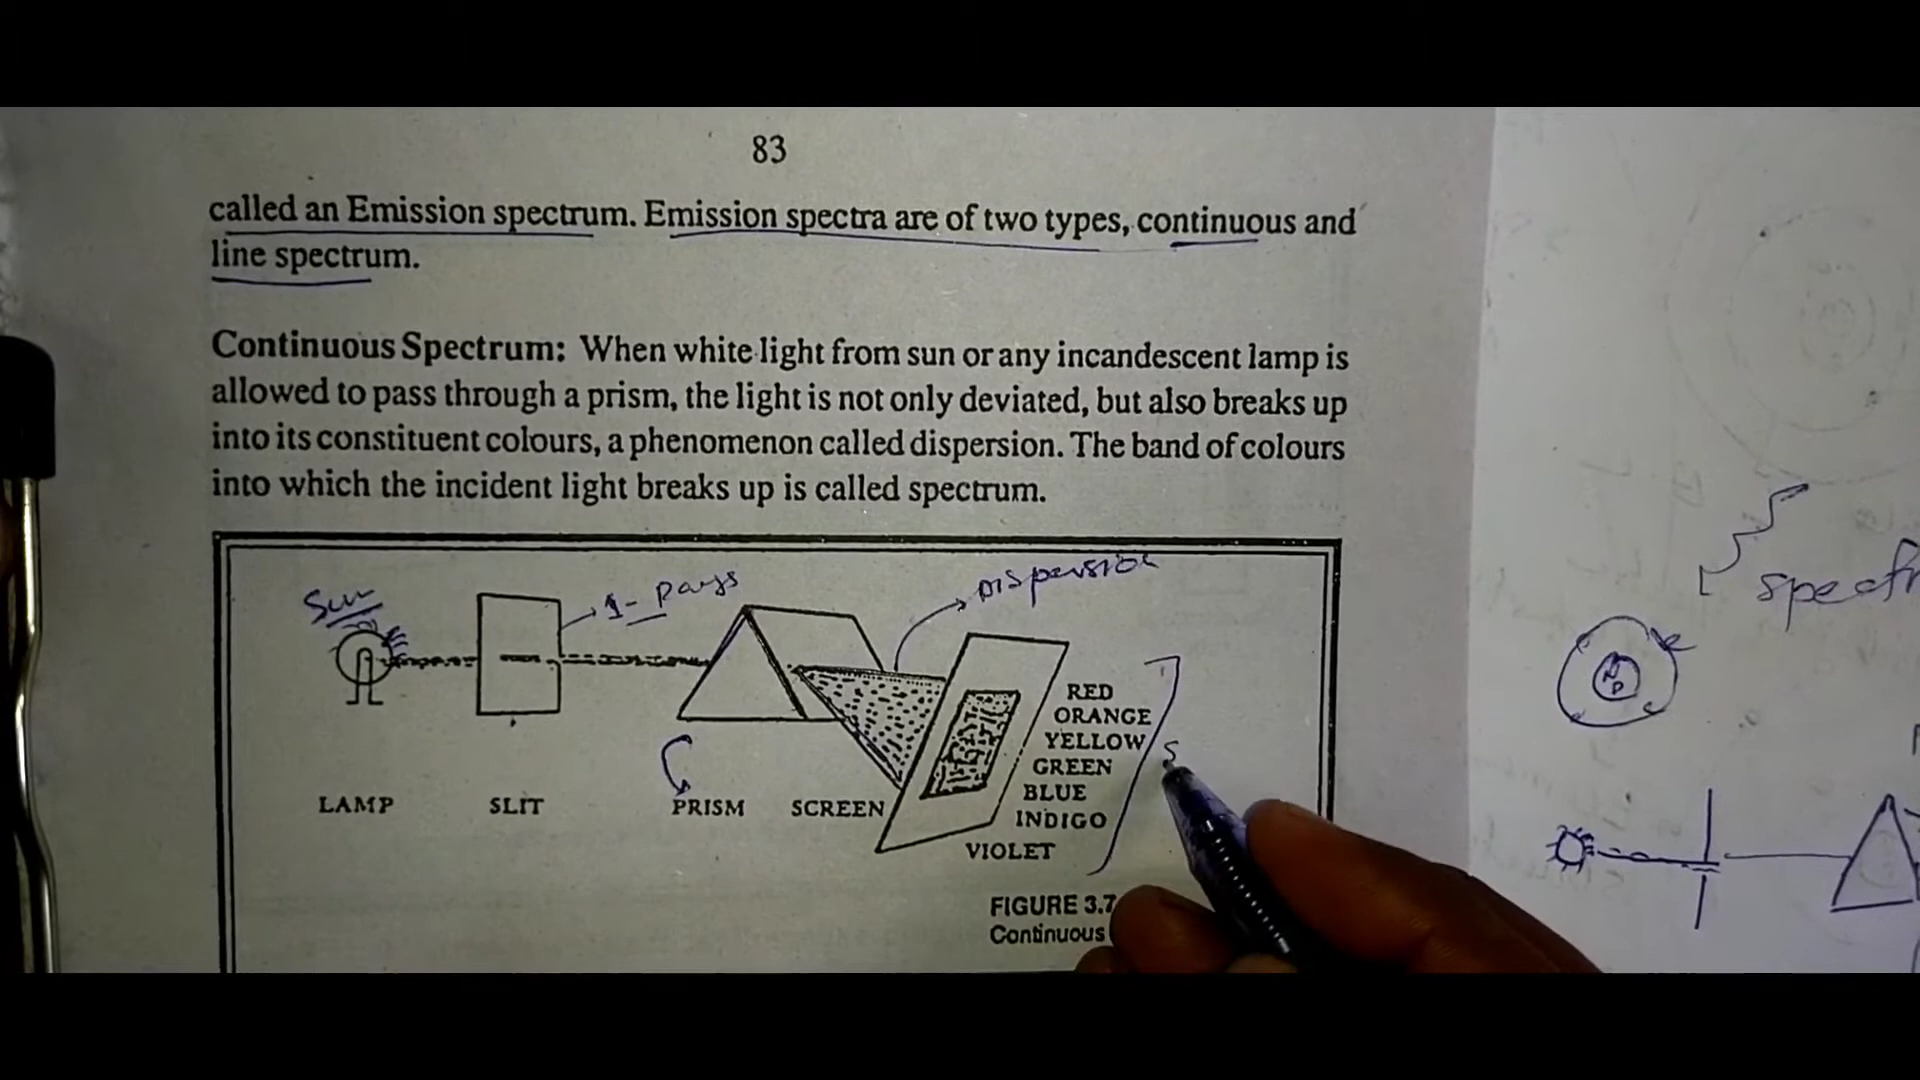 83
called an Emission spectrum. Emission spectra are of two types, continuous and
line spectrum.
Continuous Spectrum: When white light from sun or any incandescent lamp is
allowed to pass through a prism, the light is not only deviated, but also breaks up
into its constituent colours, a phenomenon called dispersion. The band of colours
into which the incident light breaks up is called spectrum.
Sun
Dispersion
RED
ORANGE
YELLOW
GREEN
BLUE
INDIGO
VIOLET
LAMP SLIT PRISM SCREEN
FIGURE 3.7
Continuous